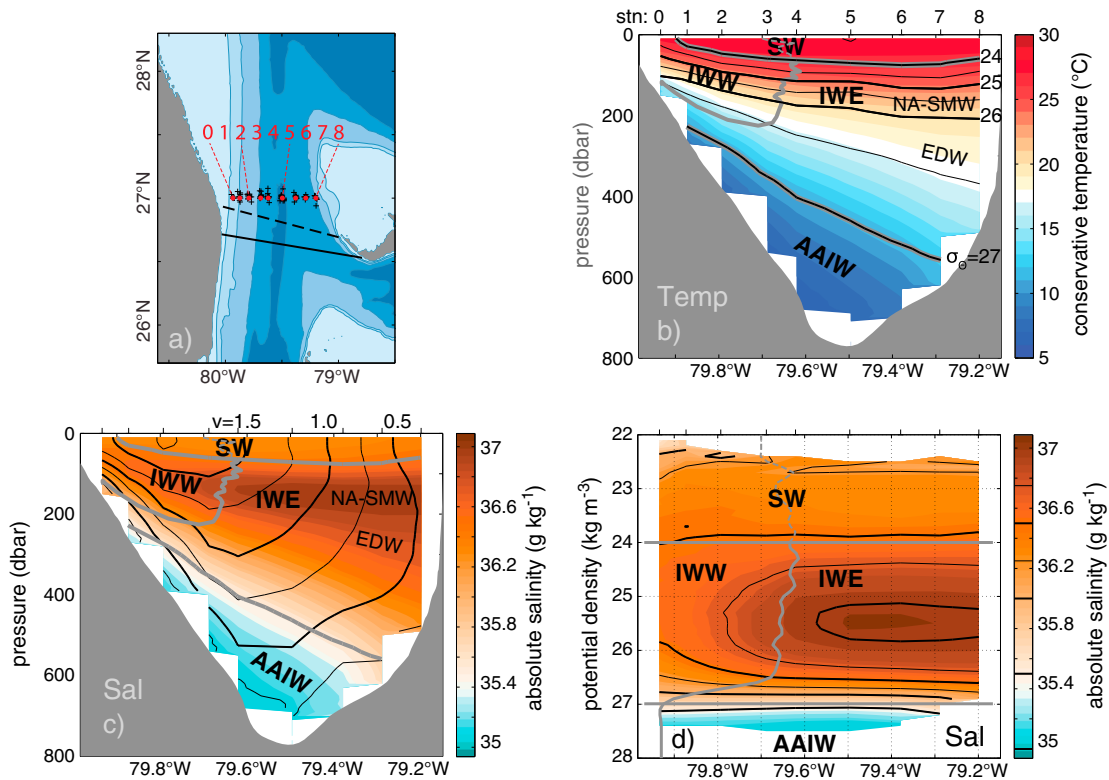 28°N
27°N
26°N
0 1 2 3 4 5 6 7 8
a)
80°W 79°W
stn: 0 1 2 3 4 5 6 7 8
0
200
400
600
800
pressure (dbar)
SW
IWW
IWE
NA-SMW
EDW
AAIW
24
25
26
σΘ=27
Temp
b)
79.8°W 79.6°W 79.4°W 79.2°W
30
25
20
15
10
5
conservative temperature (°C)
v=1.5 1.0 0.5
0
200
400
600
800
pressure (dbar)
SW
IWW
IWE
NA-SMW
EDW
AAIW
Sal
c)
79.8°W 79.6°W 79.4°W 79.2°W
37
36.6
36.2
35.8
35.4
35
absolute salinity (g kg-1)
22
23
24
25
26
27
28
potential density (kg m-3)
SW
IWW
IWE
AAIW
d)
Sal
79.8°W 79.6°W 79.4°W 79.2°W
37
36.6
36.2
35.8
35.4
35
absolute salinity (g kg-1)